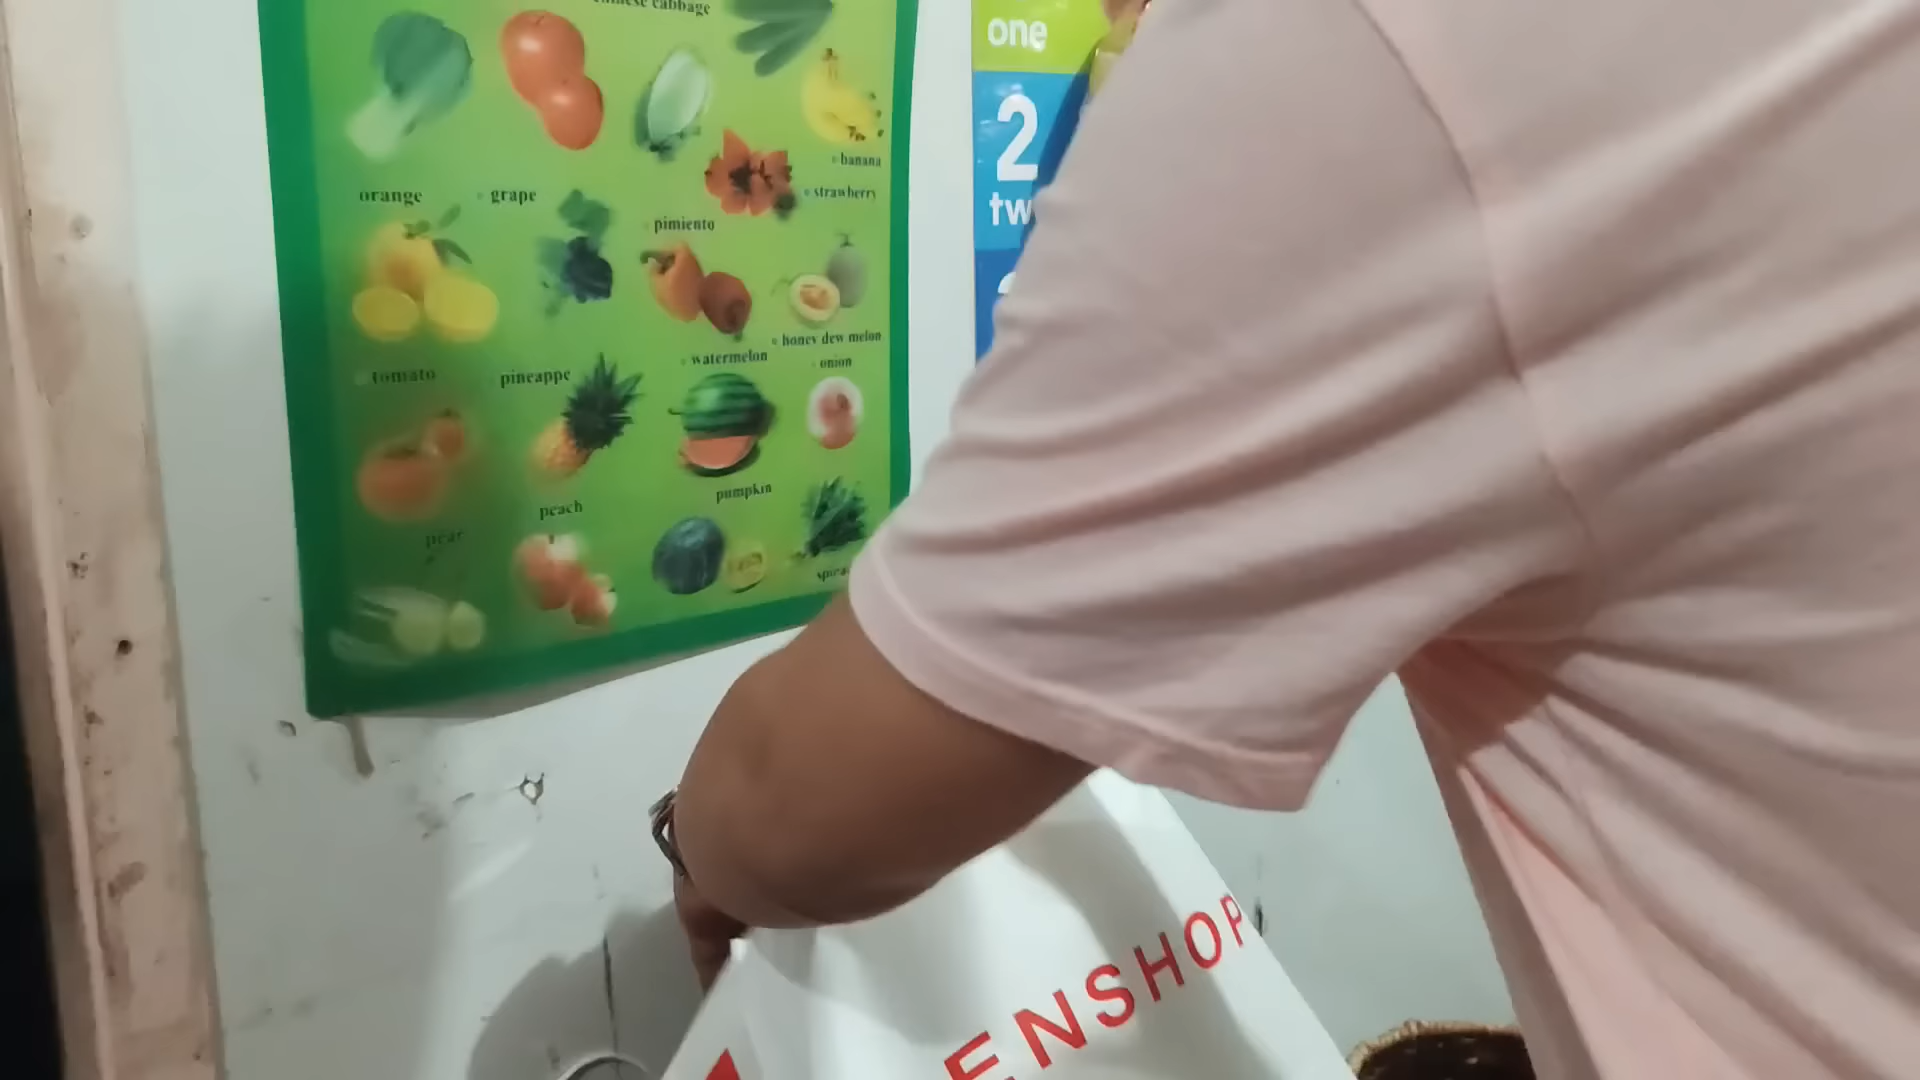 cabbage
banana
orange
grape
strawberry
pimiento
honey dew melon
tomato
pineappe
watermelon
onion
pumpkin
peach
pear
one
2
tw
ENSHOP